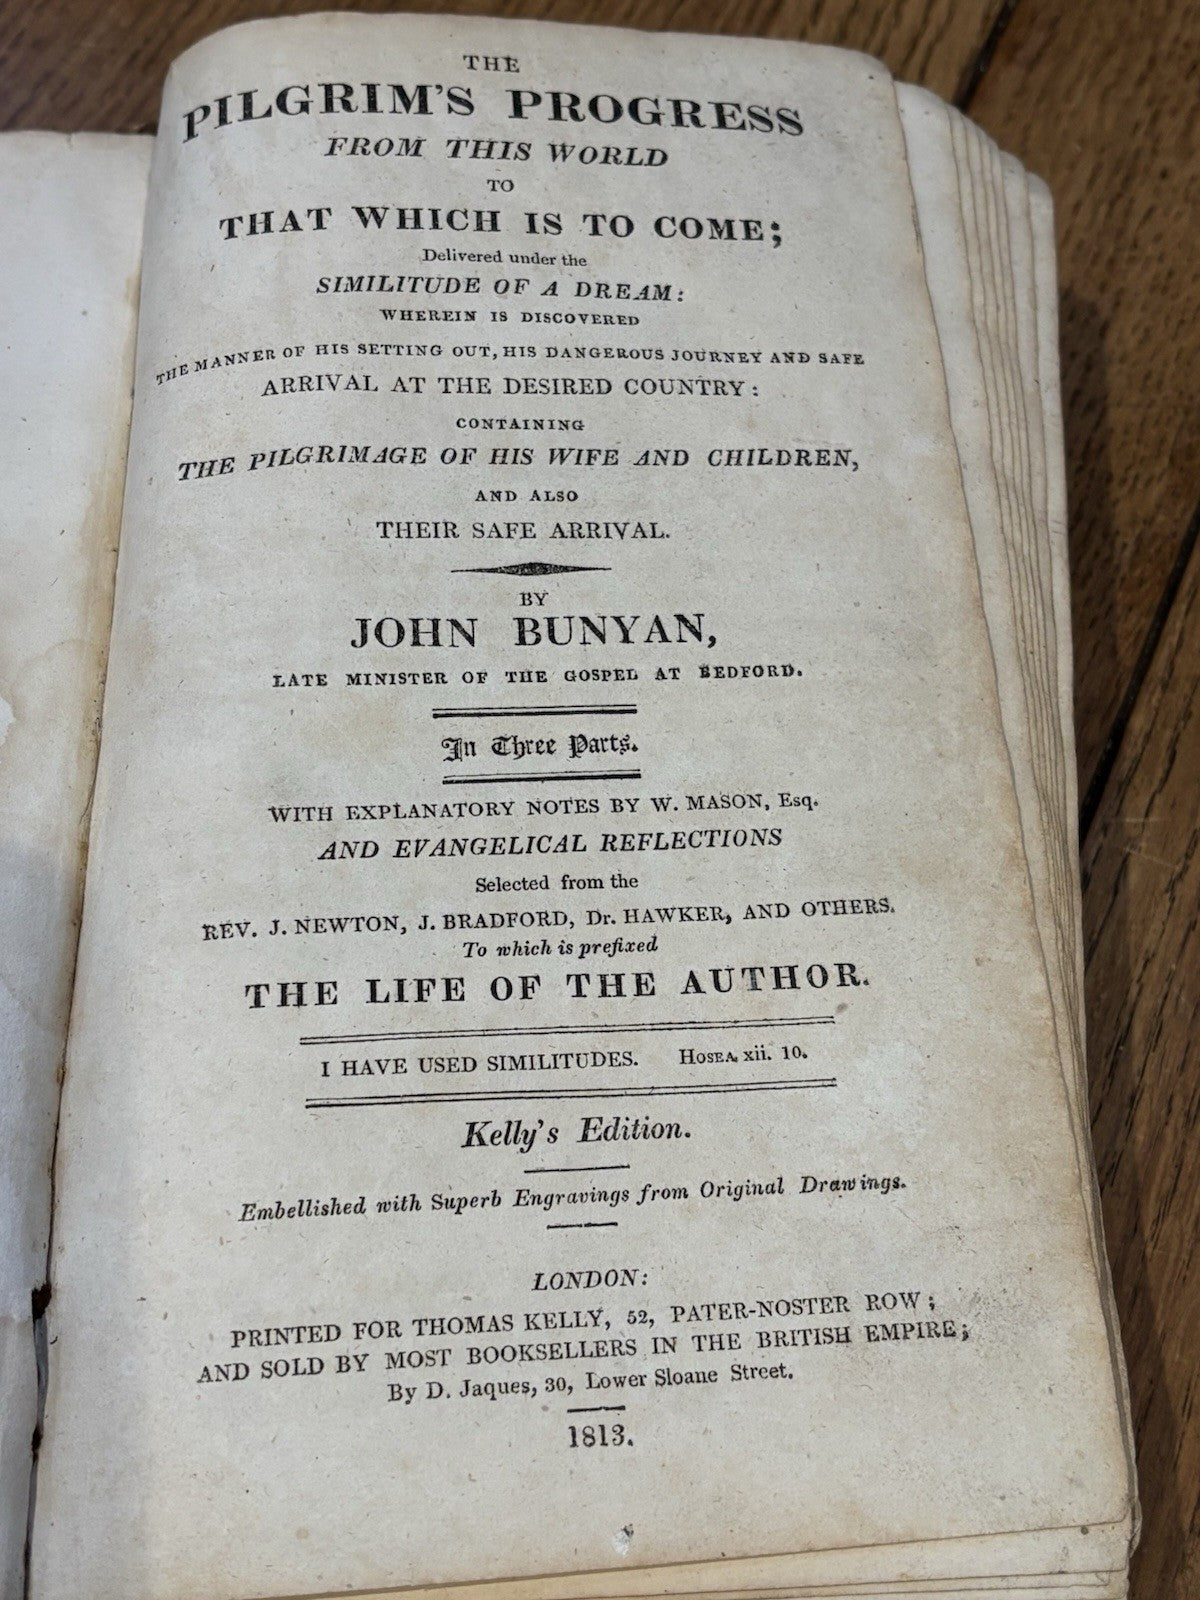 THE
PILGRIM'S PROGRESS
FROM THIS WORLD
TO
THAT WHICH IS TO COME;
Delivered under the
SIMILITUDE OF A DREAM:
WHEREIN IS DISCOVERED
THE MANNER OF HIS SETTING OUT, HIS DANGEROUS JOURNEY AND SAFE
ARRIVAL AT THE DESIRED COUNTRY:
CONTAINING
THE PILGRIMAGE OF HIS WIFE AND CHILDREN,
AND ALSO
THEIR SAFE ARRIVAL.
BY
JOHN BUNYAN,
LATE MINISTER OF THE GOSPEL AT BEDFORD.
In Three Parts.
WITH EXPLANATORY NOTES BY W. MASON, Esq.
AND EVANGELICAL REFLECTIONS
Selected from the
REV. J. NEWTON, J. BRADFORD, Dr. HAWKER, AND OTHERS.
To which is prefixed
THE LIFE OF THE AUTHOR.
I HAVE USED SIMILITUDES. HOSEA, xii. 10.
Kelly's Edition.
Embellished with Superb Engravings from Original Drawings.
LONDON:
PRINTED FOR THOMAS KELLY, 52, PATER-NOSTER ROW;
AND SOLD BY MOST BOOKSELLERS IN THE BRITISH EMPIRE;
By D. Jaques, 30, Lower Sloane Street.
1813.